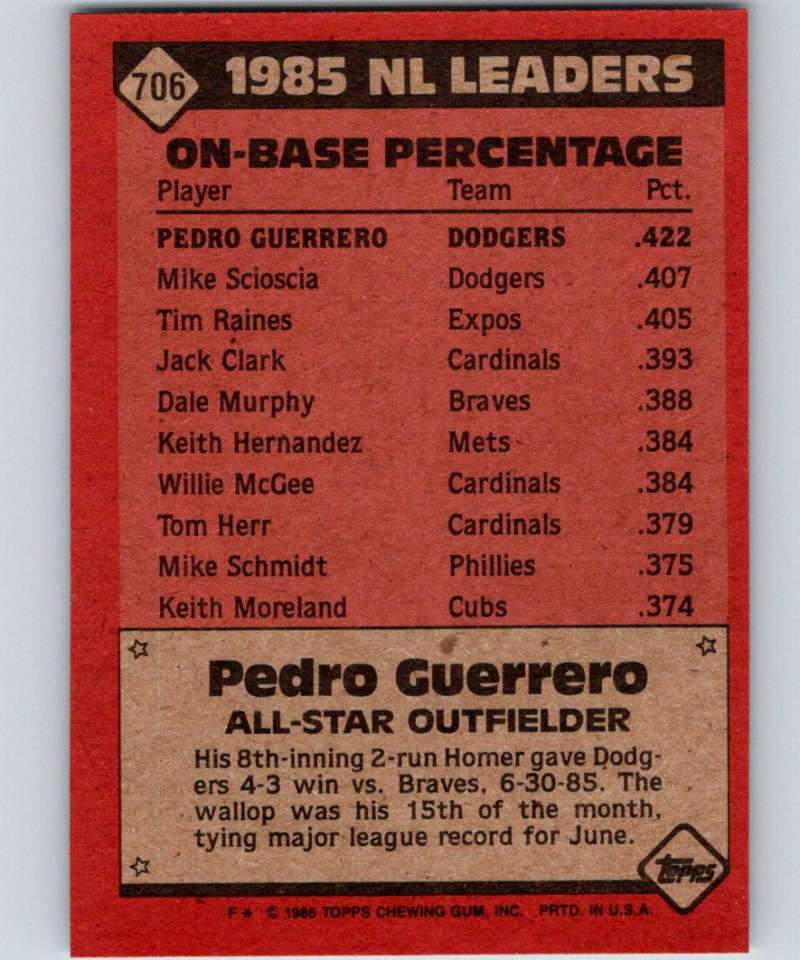 706 1985 NL LEADERS
ON-BASE PERCENTAGE
Player Team Pct.
PEDRO GUERRERO DODGERS .422
Mike Scioscia Dodgers .407
Tim Raines Expos .405
Jack Clark Cardinals .393
Dale Murphy Braves .388
Keith Hernandez Mets .384
Willie McGee Cardinals .384
Tom Herr Cardinals .379
Mike Schmidt Phillies .375
Keith Moreland Cubs .374
Pedro Guerrero
ALL-STAR OUTFIELDER
His 8th-inning 2-run Homer gave Dodg-
ers 4-3 win vs. Braves, 6-30-85. The
wallop was his 15th of the month,
tying major league record for June.
Topps
F* © 1986 TOPPS CHEWING GUM, INC. PRTD. IN U.S.A.